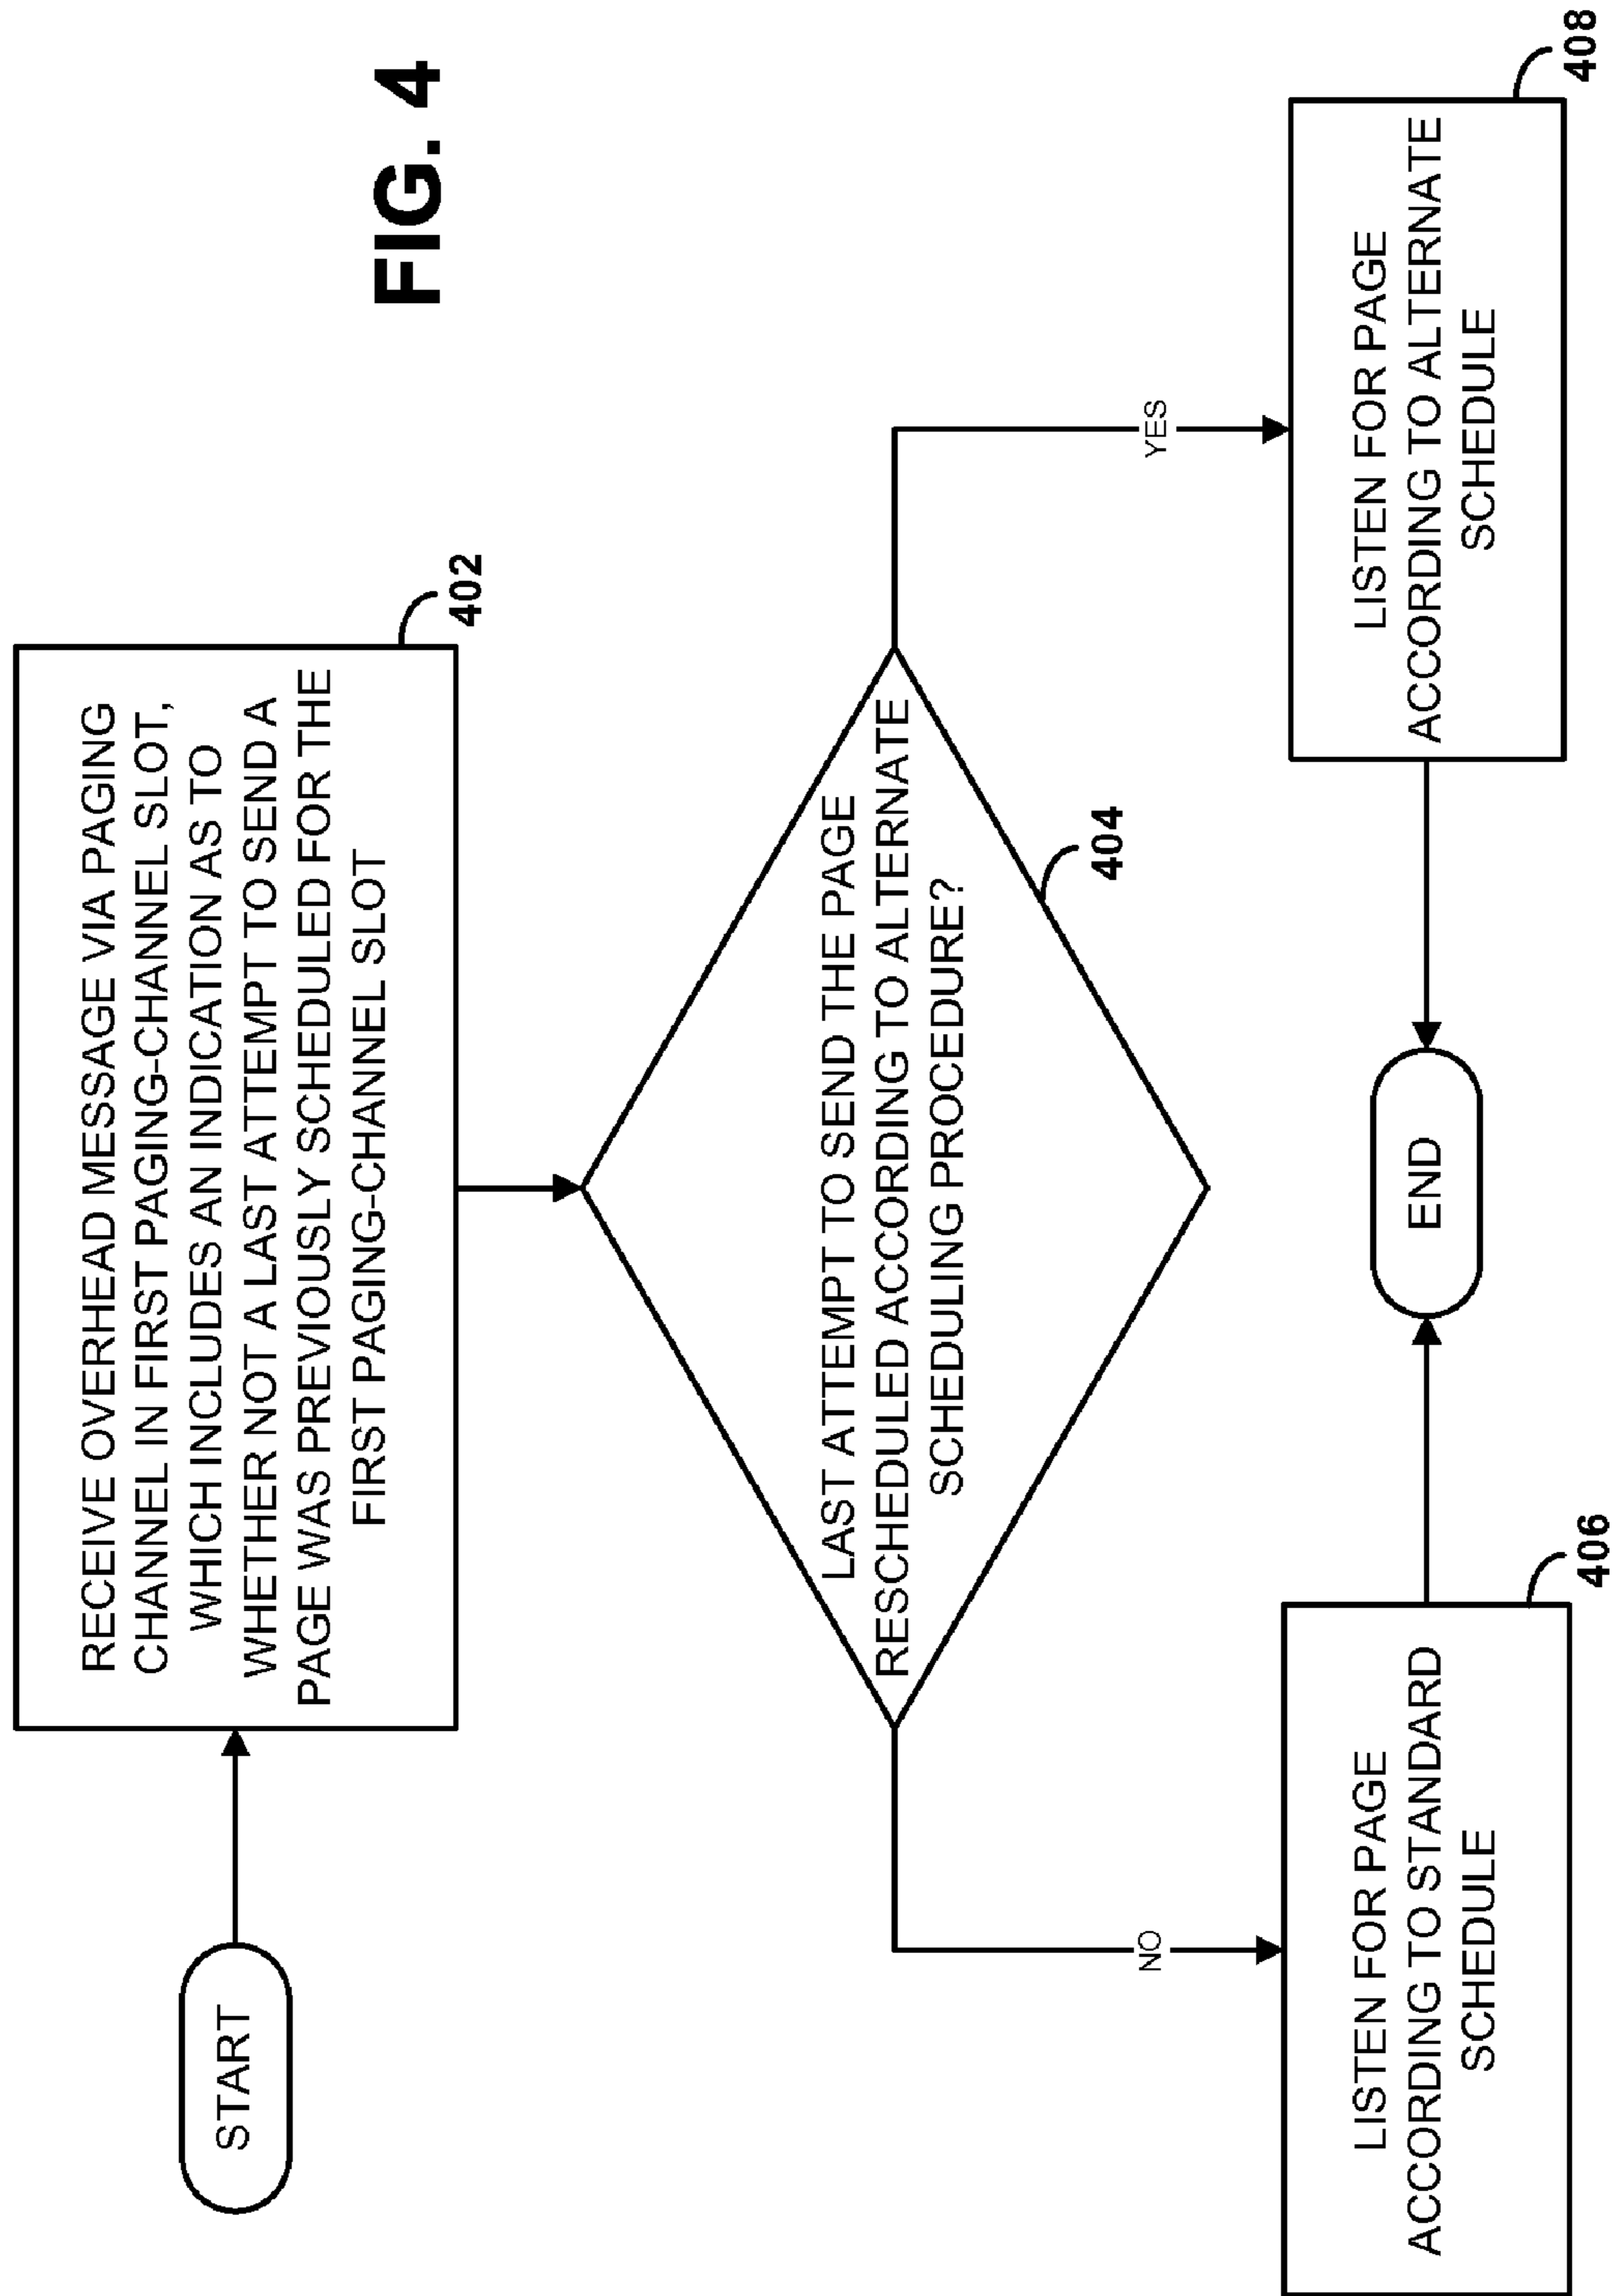 START
RECEIVE OVERHEAD MESSAGE VIA PAGING
CHANNEL IN FIRST PAGING-CHANNEL SLOT,
WHICH INCLUDES AN INDICATION AS TO
WHETHER NOT A LAST ATTEMPT TO SEND A
PAGE WAS PREVIOUSLY SCHEDULED FOR THE
FIRST PAGING-CHANNEL SLOT
402
FIG. 4
LAST ATTEMPT TO SEND THE PAGE
RESCHEDULED ACCORDING TO ALTERNATE
SCHEDULING PROCEDURE?
404
NO
YES
LISTEN FOR PAGE
ACCORDING TO STANDARD
SCHEDULE
406
END
LISTEN FOR PAGE
ACCORDING TO ALTERNATE
SCHEDULE
408